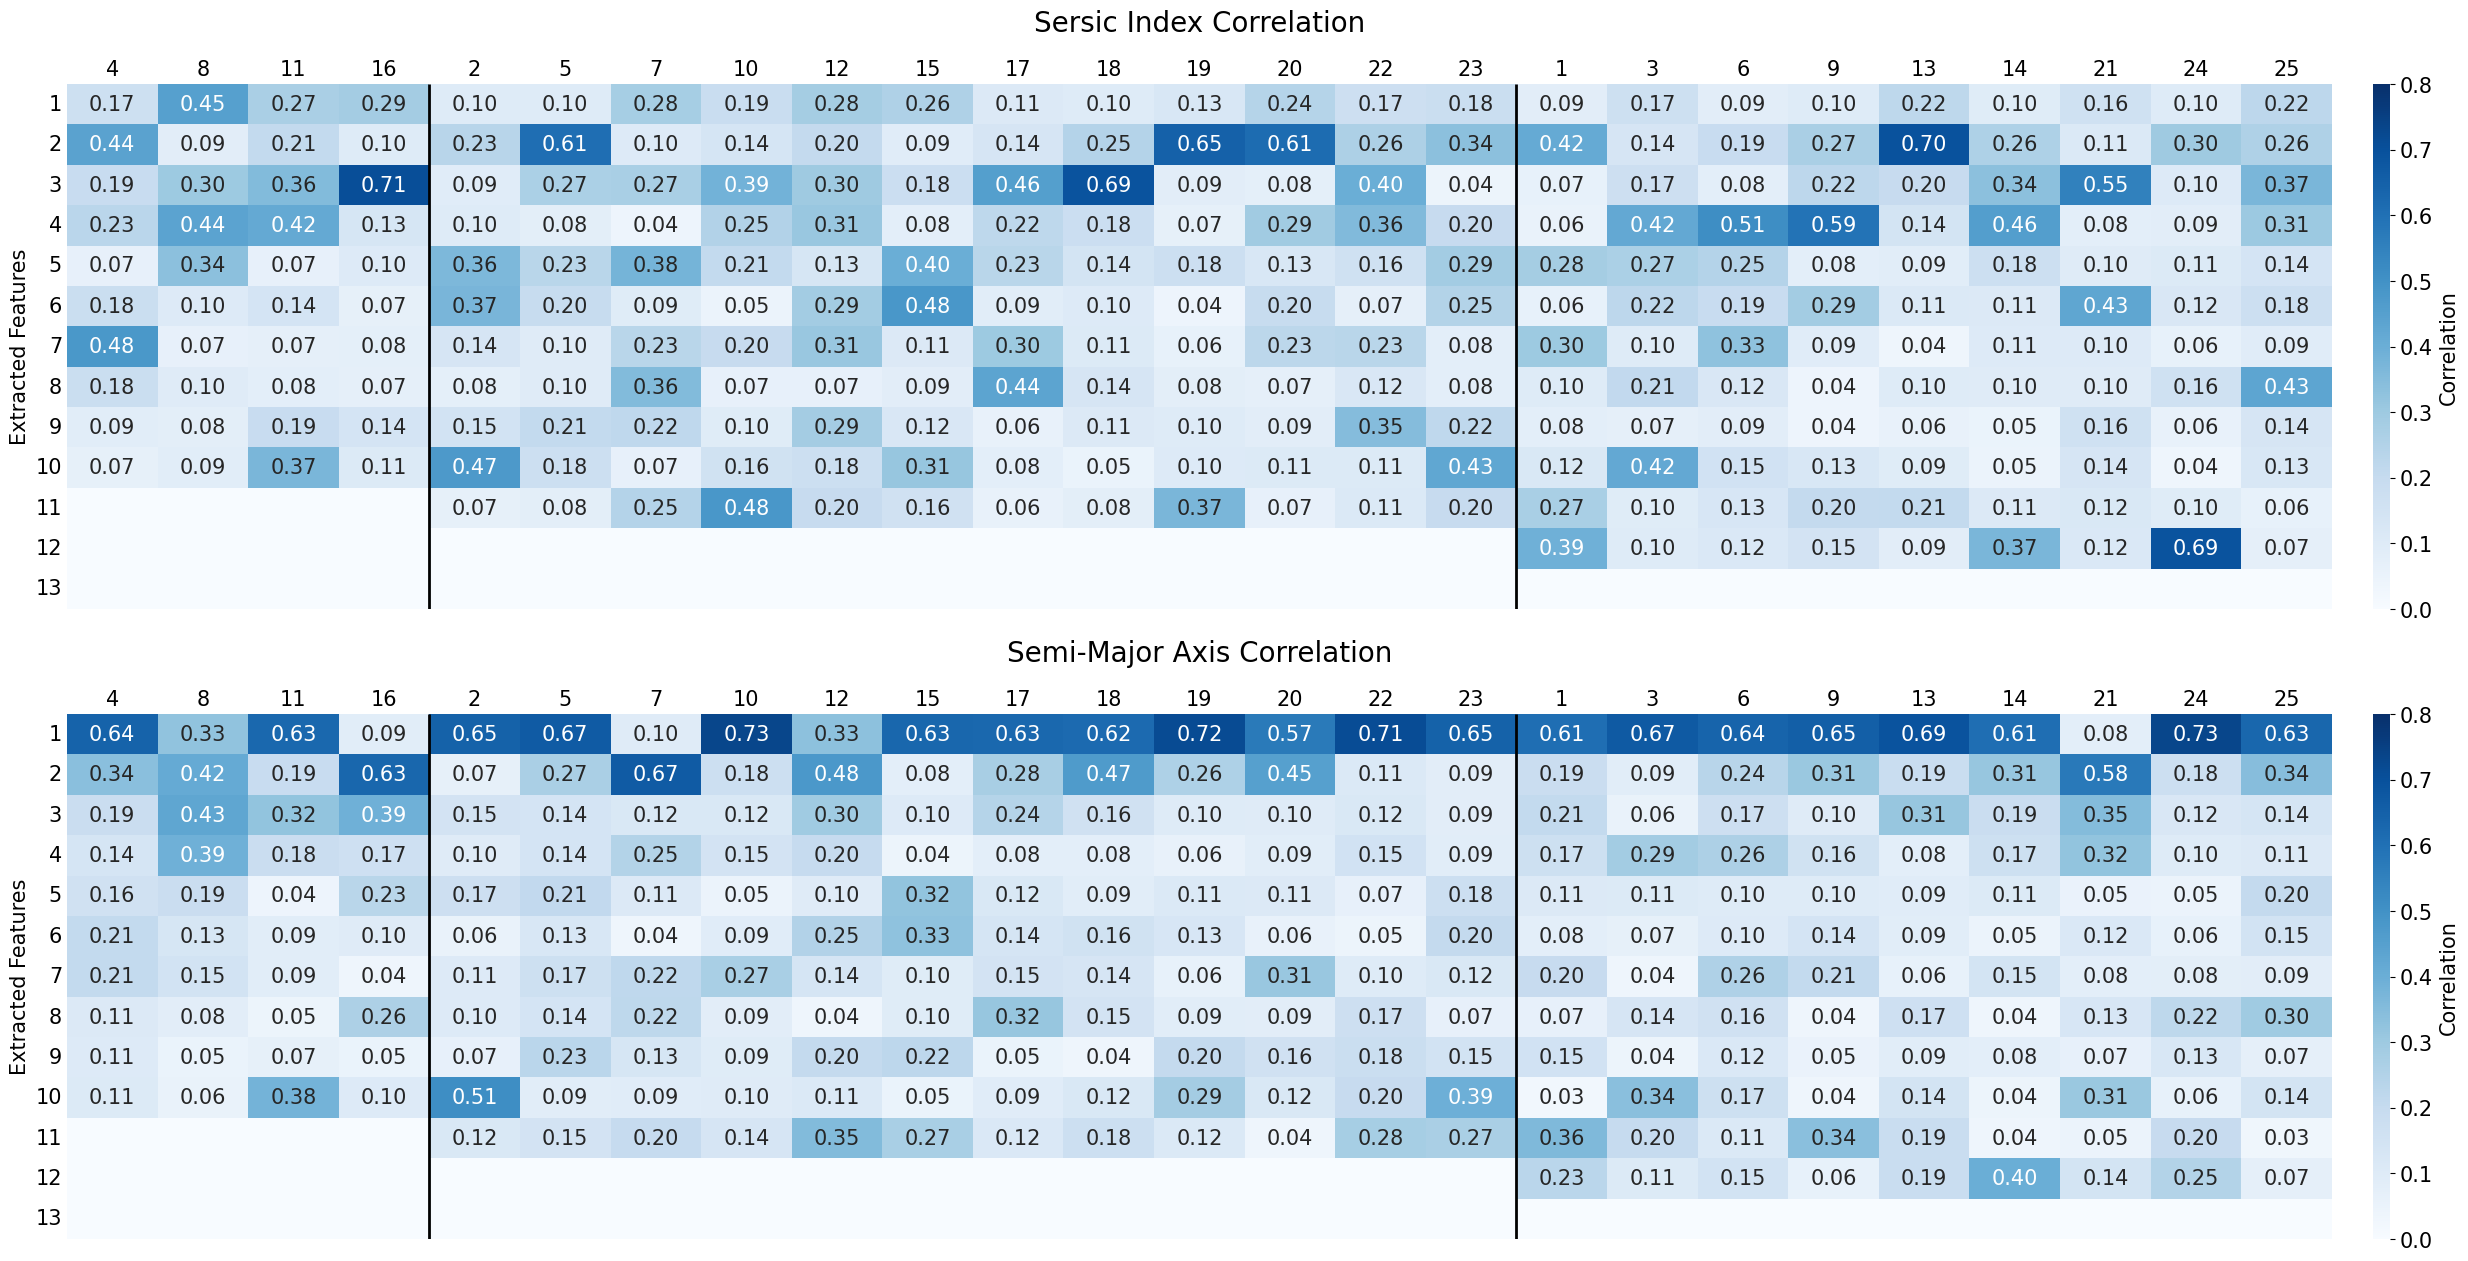 Sersic Index Correlation
4 8 11 16 2 5 7 10 12 15 17 18 19 20 22 23 1 3 6 9 13 14 21 24 25
1 0.17 0.45 0.27 0.29 0.10 0.10 0.28 0.19 0.28 0.26 0.11 0.10 0.13 0.24 0.17 0.18 0.09 0.17 0.09 0.10 0.22 0.10 0.16 0.10 0.22
2 0.44 0.09 0.21 0.10 0.23 0.61 0.10 0.14 0.20 0.09 0.14 0.25 0.65 0.61 0.26 0.34 0.42 0.14 0.19 0.27 0.70 0.26 0.11 0.30 0.26
3 0.19 0.30 0.36 0.71 0.09 0.27 0.27 0.39 0.30 0.18 0.46 0.69 0.09 0.08 0.40 0.04 0.07 0.17 0.08 0.22 0.20 0.34 0.55 0.10 0.37
4 0.23 0.44 0.42 0.13 0.10 0.08 0.04 0.25 0.31 0.08 0.22 0.18 0.07 0.29 0.36 0.20 0.06 0.42 0.51 0.59 0.14 0.46 0.08 0.09 0.31
5 0.07 0.34 0.07 0.10 0.36 0.23 0.38 0.21 0.13 0.40 0.23 0.14 0.18 0.13 0.16 0.29 0.28 0.27 0.25 0.08 0.09 0.18 0.10 0.11 0.14
6 0.18 0.10 0.14 0.07 0.37 0.20 0.09 0.05 0.29 0.48 0.09 0.10 0.04 0.20 0.07 0.25 0.06 0.22 0.19 0.29 0.11 0.11 0.43 0.12 0.18
7 0.48 0.07 0.07 0.08 0.14 0.10 0.23 0.20 0.31 0.11 0.30 0.11 0.06 0.23 0.23 0.08 0.30 0.10 0.33 0.09 0.04 0.11 0.10 0.06 0.09
8 0.18 0.10 0.08 0.07 0.08 0.10 0.36 0.07 0.07 0.09 0.44 0.14 0.08 0.07 0.12 0.08 0.10 0.21 0.12 0.04 0.10 0.10 0.10 0.16 0.43
9 0.09 0.08 0.19 0.14 0.15 0.21 0.22 0.10 0.29 0.12 0.06 0.11 0.10 0.09 0.35 0.22 0.08 0.07 0.09 0.04 0.06 0.05 0.16 0.06 0.14
10 0.07 0.09 0.37 0.11 0.47 0.18 0.07 0.16 0.18 0.31 0.08 0.05 0.10 0.11 0.11 0.43 0.12 0.42 0.15 0.13 0.09 0.05 0.14 0.04 0.13
11 0.07 0.08 0.25 0.48 0.20 0.16 0.06 0.08 0.37 0.07 0.11 0.20 0.27 0.10 0.13 0.20 0.21 0.11 0.12 0.10 0.06
12 0.39 0.10 0.12 0.15 0.09 0.37 0.12 0.69 0.07
13
Extracted Features
0.8
0.7
0.6
0.5
0.4
0.3
0.2
0.1
0.0
Correlation
Semi-Major Axis Correlation
4 8 11 16 2 5 7 10 12 15 17 18 19 20 22 23 1 3 6 9 13 14 21 24 25
1 0.64 0.33 0.63 0.09 0.65 0.67 0.10 0.73 0.33 0.63 0.63 0.62 0.72 0.57 0.71 0.65 0.61 0.67 0.64 0.65 0.69 0.61 0.08 0.73 0.63
2 0.34 0.42 0.19 0.63 0.07 0.27 0.67 0.18 0.48 0.08 0.28 0.47 0.26 0.45 0.11 0.09 0.19 0.09 0.24 0.31 0.19 0.31 0.58 0.18 0.34
3 0.19 0.43 0.32 0.39 0.15 0.14 0.12 0.12 0.30 0.10 0.24 0.16 0.10 0.10 0.12 0.09 0.21 0.06 0.17 0.10 0.31 0.19 0.35 0.12 0.14
4 0.14 0.39 0.18 0.17 0.10 0.14 0.25 0.15 0.20 0.04 0.08 0.08 0.06 0.09 0.15 0.09 0.17 0.29 0.26 0.16 0.08 0.17 0.32 0.10 0.11
5 0.16 0.19 0.04 0.23 0.17 0.21 0.11 0.05 0.10 0.32 0.12 0.09 0.11 0.11 0.07 0.18 0.11 0.11 0.10 0.10 0.09 0.11 0.05 0.05 0.20
6 0.21 0.13 0.09 0.10 0.06 0.13 0.04 0.09 0.25 0.33 0.14 0.16 0.13 0.06 0.05 0.20 0.08 0.07 0.10 0.14 0.09 0.05 0.12 0.06 0.15
7 0.21 0.15 0.09 0.04 0.11 0.17 0.22 0.27 0.14 0.10 0.15 0.14 0.06 0.31 0.10 0.12 0.20 0.04 0.26 0.21 0.06 0.15 0.08 0.08 0.09
8 0.11 0.08 0.05 0.26 0.10 0.14 0.22 0.09 0.04 0.10 0.32 0.15 0.09 0.09 0.17 0.07 0.07 0.14 0.16 0.04 0.17 0.04 0.13 0.22 0.30
9 0.11 0.05 0.07 0.05 0.07 0.23 0.13 0.09 0.20 0.22 0.05 0.04 0.20 0.16 0.18 0.15 0.15 0.04 0.12 0.05 0.09 0.08 0.07 0.13 0.07
10 0.11 0.06 0.38 0.10 0.51 0.09 0.09 0.10 0.11 0.05 0.09 0.12 0.29 0.12 0.20 0.39 0.03 0.34 0.17 0.04 0.14 0.04 0.31 0.06 0.14
11 0.12 0.15 0.20 0.14 0.35 0.27 0.12 0.18 0.12 0.04 0.28 0.27 0.36 0.20 0.11 0.34 0.19 0.04 0.05 0.20 0.03
12 0.23 0.11 0.15 0.06 0.19 0.40 0.14 0.25 0.07
13
Extracted Features
0.8
0.7
0.6
0.5
0.4
0.3
0.2
0.1
0.0
Correlation